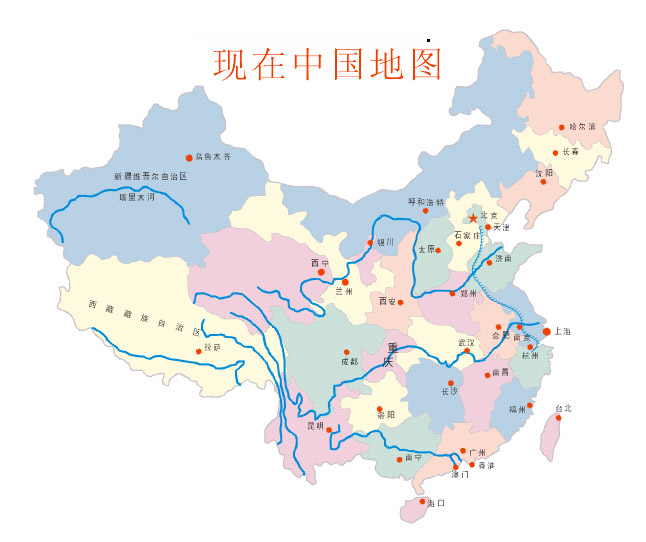 现在中国地图
哈尔滨
长春
乌鲁木齐
沈阳
新疆维吾尔自治区
塔里木河
呼和浩特
北京
天津
石家庄
银川
太原
济南
西宁
兰州
郑州
西安
西藏藏族自治区
上海
合肥
南京
武汉
杭州
重庆
拉萨
成都
南昌
长沙
福州
台北
贵阳
昆明
广州
南宁
香港
澳门
海口